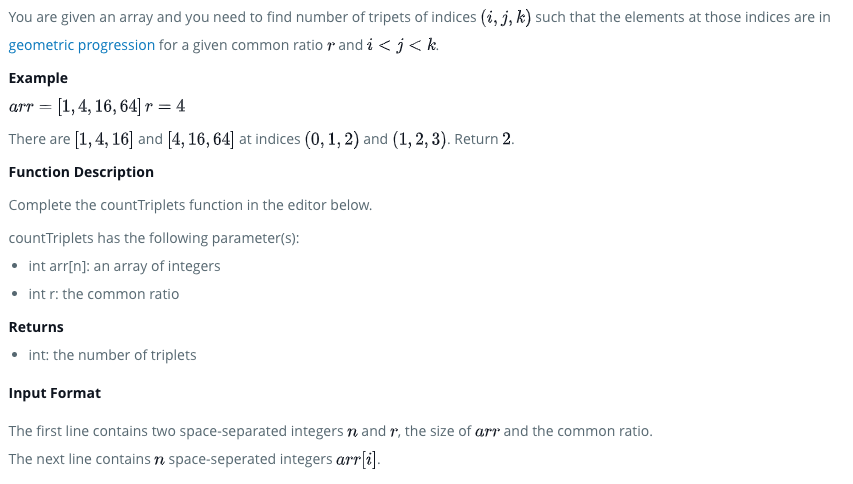 You are given an array and you need to find number of tripets of indices (i, j, k) such that the elements at those indices are in
geometric progression for a given common ratio r and i < j < k.
Example
arr = [1, 4, 16, 64] r = 4
There are [1, 4, 16] and [4, 16, 64] at indices (0, 1, 2) and (1, 2, 3). Return 2.
Function Description
Complete the countTriplets function in the editor below.
countTriplets has the following parameter(s):
• int arr[n]: an array of integers
• int r: the common ratio
Returns
• int: the number of triplets
Input Format
The first line contains two space-separated integers n and r, the size of arr and the common ratio.
The next line contains n space-seperated integers arr[i].